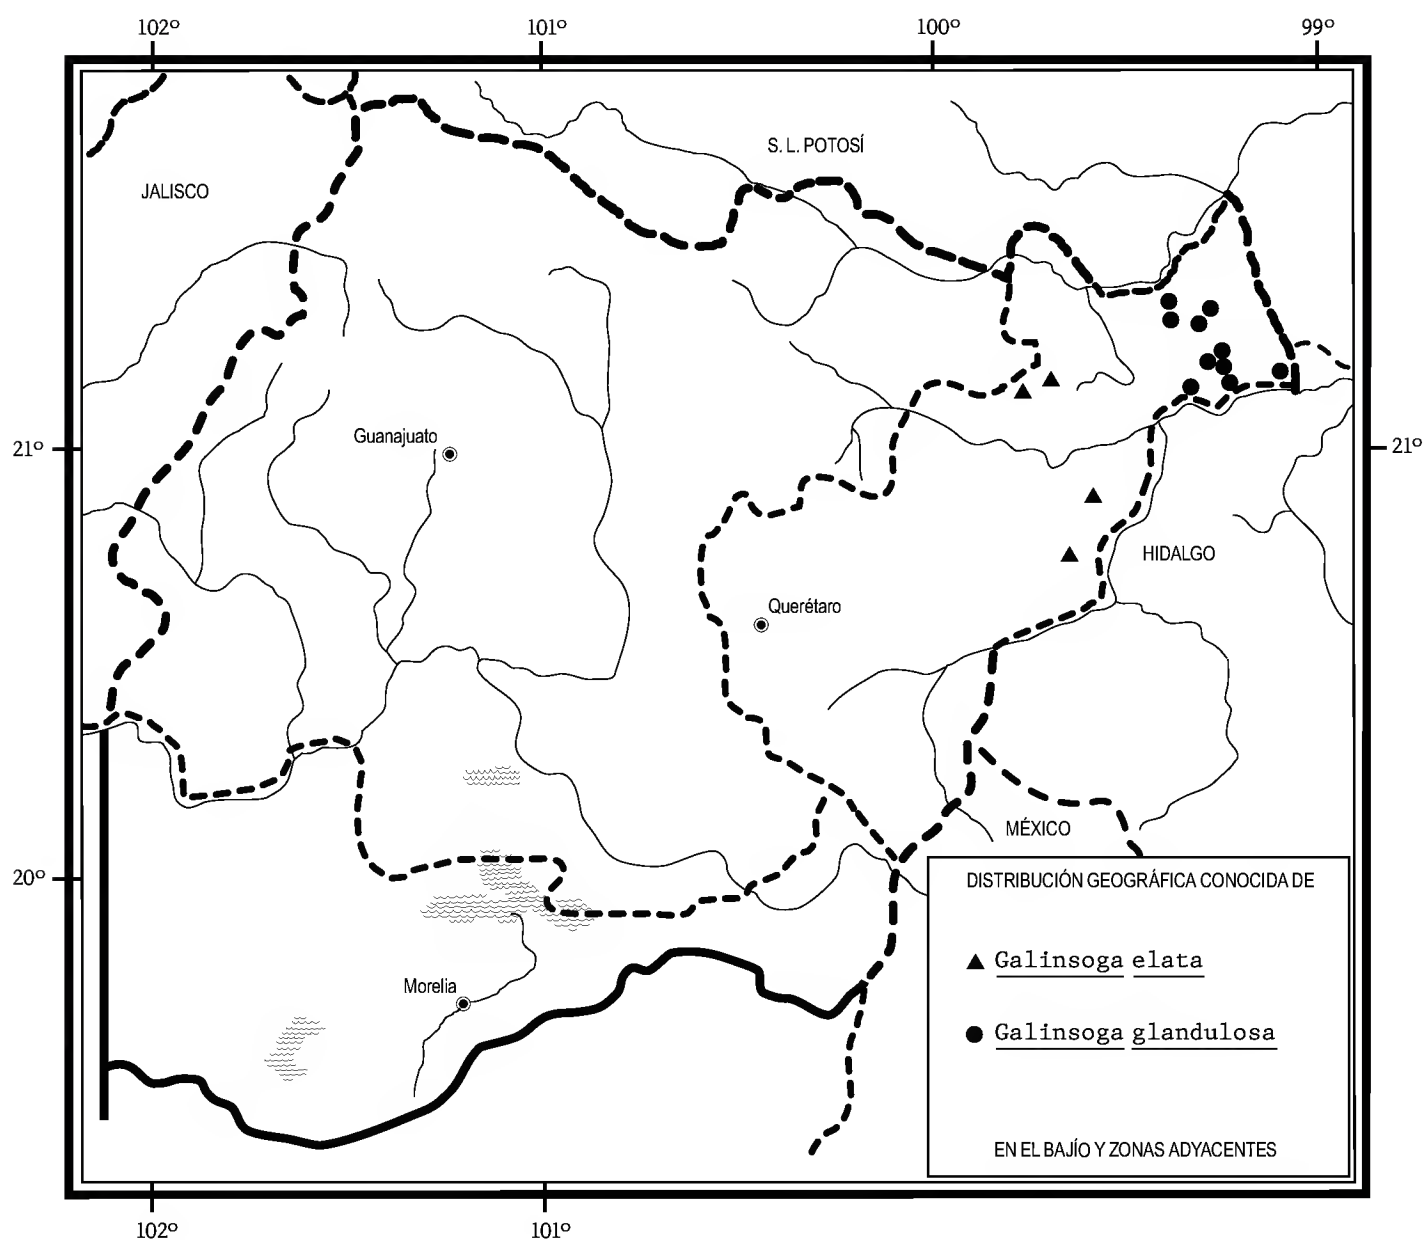 102º 101º 100º 99º
S. L. POTOSÍ
JALISCO
Guanajuato
21º 21º
HIDALGO
Querétaro
MÉXICO
20º
DISTRIBUCIÓN GEOGRÁFICA CONOCIDA DE
Galinsoga elata
Morelia
Galinsoga glandulosa
EN EL BAJÍO Y ZONAS ADYACENTES
102º 101º